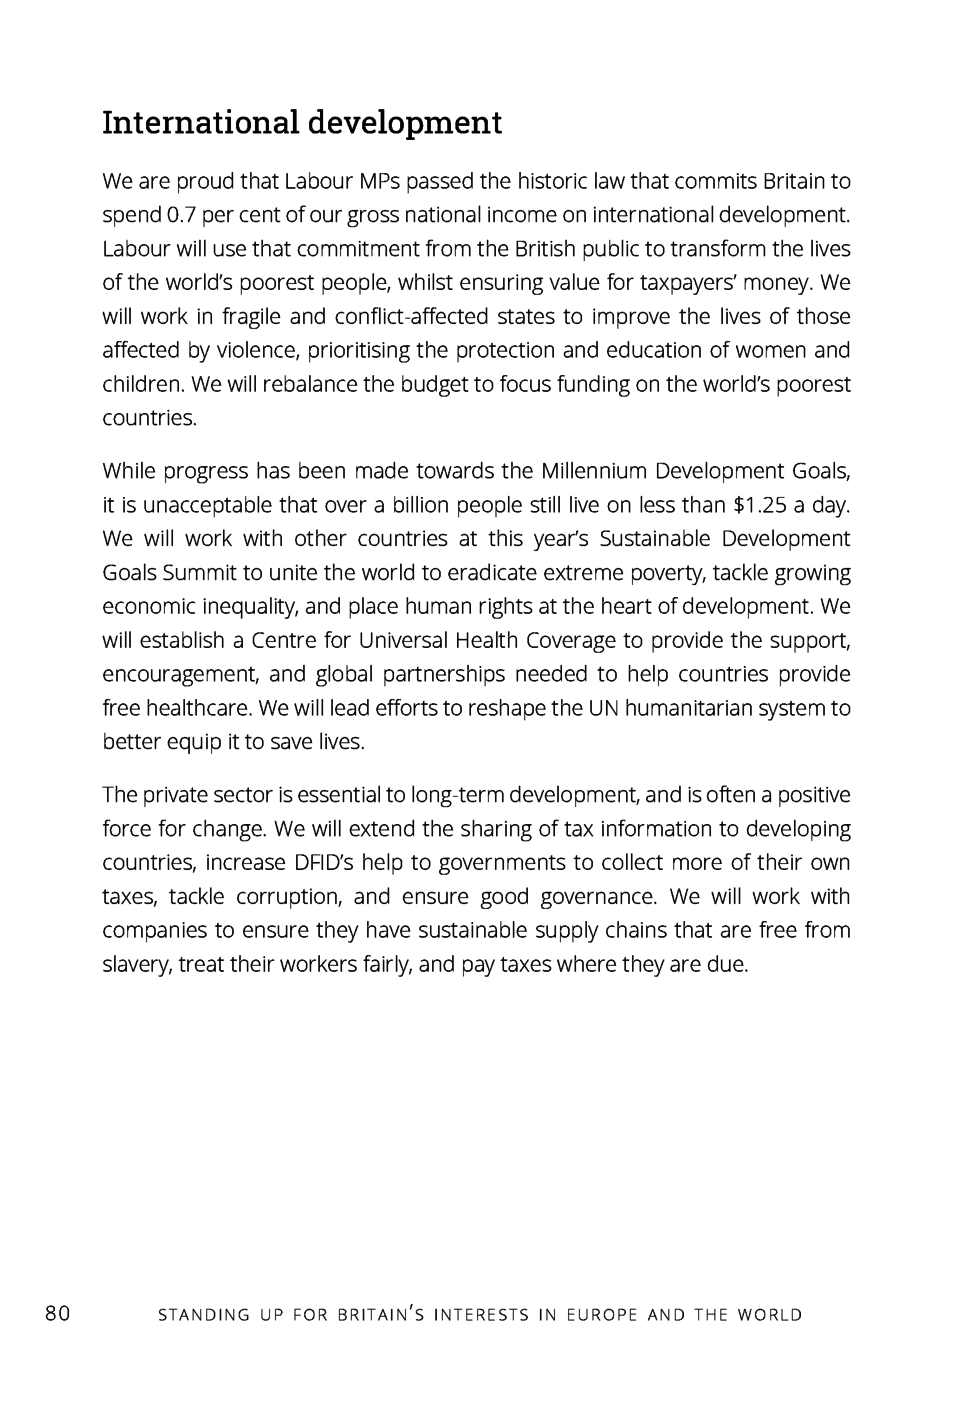 International development
We are proud that Labour MPs passed the historic law that commits Britain to
spend 0.7 per cent of our gross national income on international development.
Labour will use that commitment from the British public to transform the lives
of the world’s poorest people, whilst ensuring value for taxpayers’ money. We
will work in fragile and conflict-affected states to improve the lives of those
affected by violence, prioritising the protection and education of women and
children. We will rebalance the budget to focus funding on the world’s poorest
countries.
While progress has been made towards the Millennium Development Goals,
it is unacceptable that over a billion people still live on less than $1.25 a day.
We will work with other countries at this year’s Sustainable Development
Goals Summit to unite the world to eradicate extreme poverty, tackle growing
economic inequality, and place human rights at the heart of development. We
will establish a Centre for Universal Health Coverage to provide the support,
encouragement, and global partnerships needed to help countries provide
free healthcare. We will lead efforts to reshape the UN humanitarian system to
better equip it to save lives.
The private sector is essential to long-term development, and is often a positive
force for change. We will extend the sharing of tax information to developing
countries, increase DFID’s help to governments to collect more of their own
taxes, tackle corruption, and ensure good governance. We will work with
companies to ensure they have sustainable supply chains that are free from
slavery, treat their workers fairly, and pay taxes where they are due.
80 STANDING UP FOR BRITAIN'S INTERESTS IN EUROPE AND THE WORLD